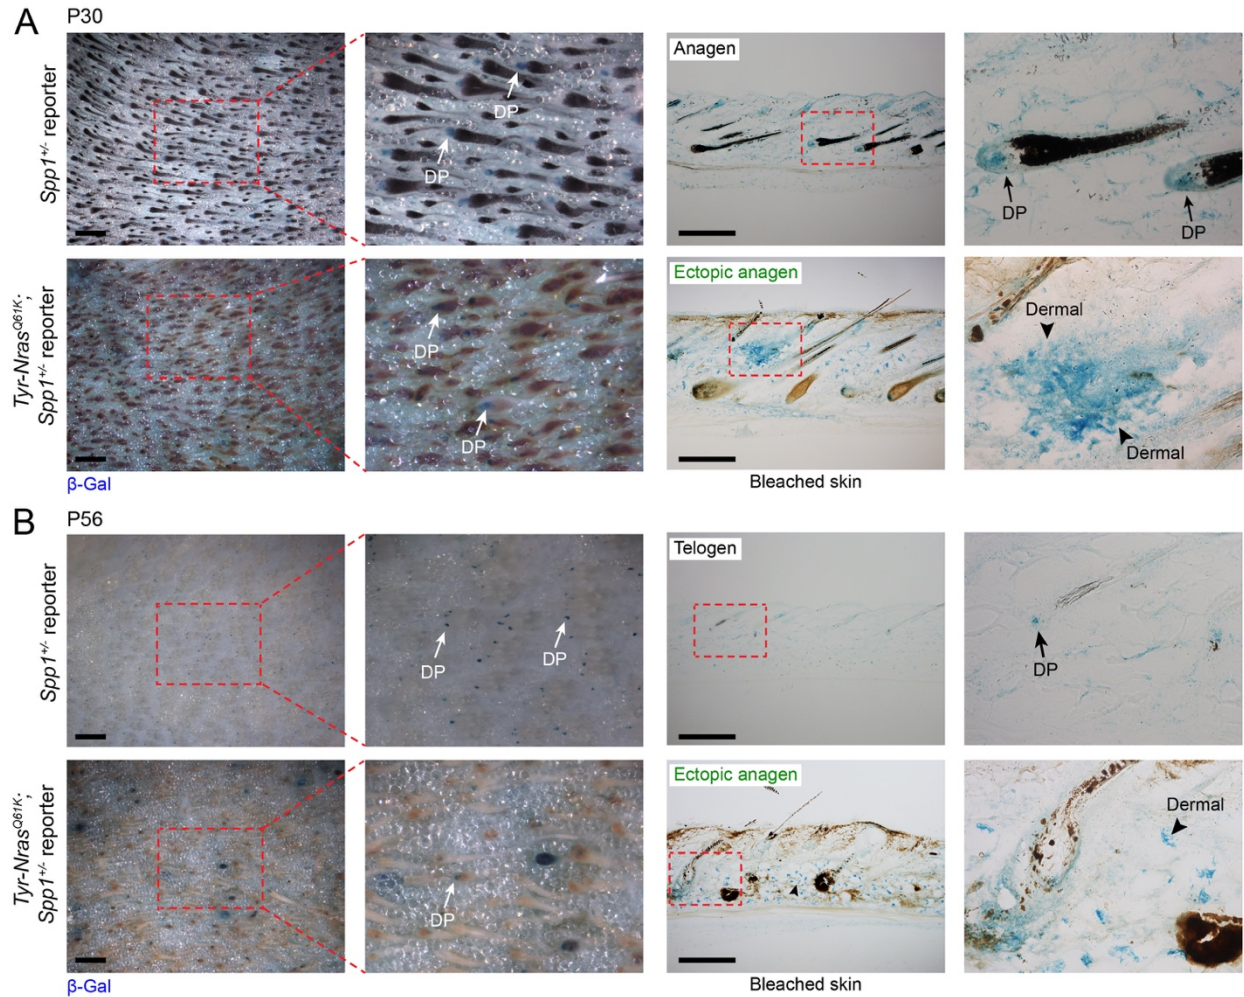 A
P30
Spp1+/- reporter
DP
DP
Anagen
DP
DP
Tyr-NrasQ61K;
Spp1+/- reporter
DP
DP
Ectopic anagen
Dermal
Dermal
β-Gal
Bleached skin
B
P56
Spp1+/- reporter
DP
DP
Telogen
DP
Tyr-NrasQ61K;
Spp1+/- reporter
DP
Ectopic anagen
Dermal
β-Gal
Bleached skin